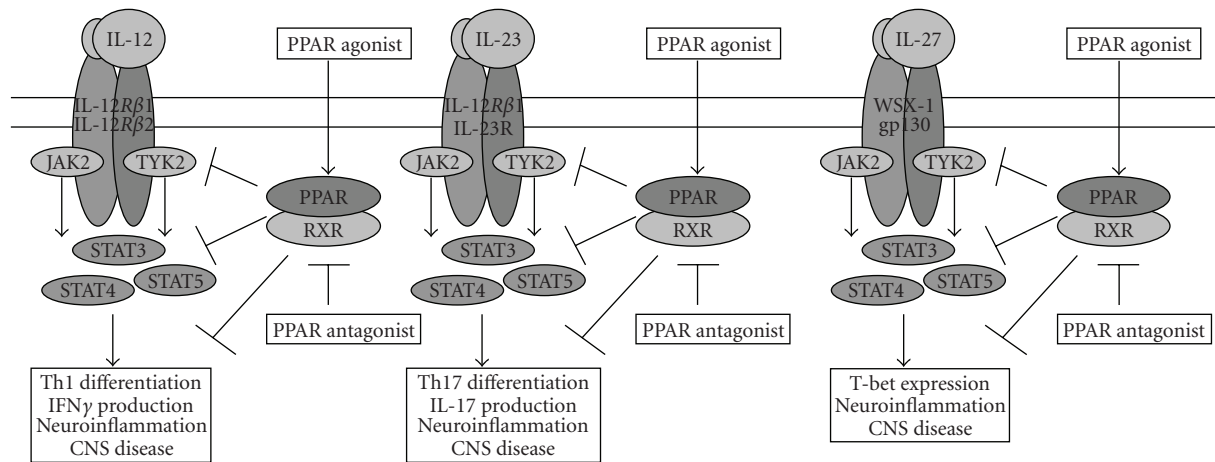 IL-12
PPAR agonist
IL-12Rβ1
IL-12Rβ2
JAK2
TYK2
PPAR
RXR
STAT3
STAT4
STAT5
PPAR antagonist
Th1 differentiation
IFNγ production
Neuroinflammation
CNS disease
IL-23
PPAR agonist
IL-12Rβ1
IL-23R
JAK2
TYK2
PPAR
RXR
STAT3
STAT4
STAT5
PPAR antagonist
Th17 differentiation
IL-17 production
Neuroinflammation
CNS disease
IL-27
PPAR agonist
WSX-1
gp130
JAK2
TYK2
PPAR
RXR
STAT3
STAT4
STAT5
PPAR antagonist
T-bet expression
Neuroinflammation
CNS disease